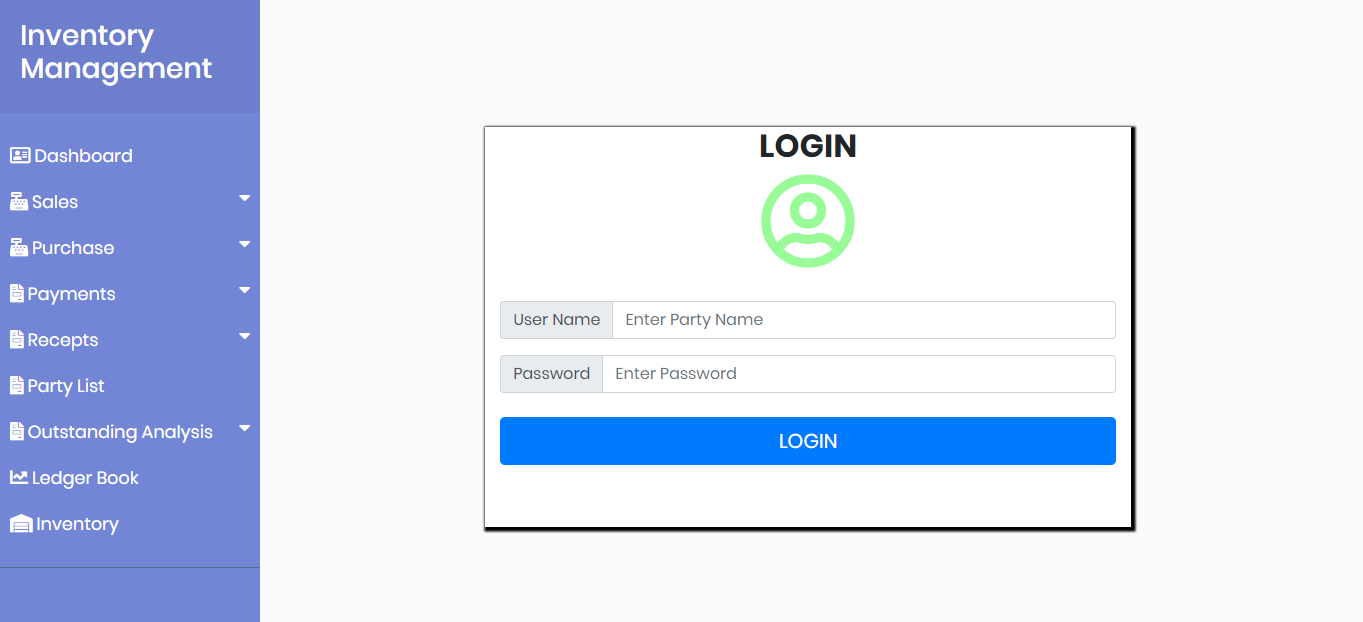 Inventory
Management
Dashboard
Sales
Purchase
Payments
Recepts
Party List
Outstanding Analysis
Ledger Book
Inventory
LOGIN
User Name Enter Party Name
Password Enter Password
LOGIN